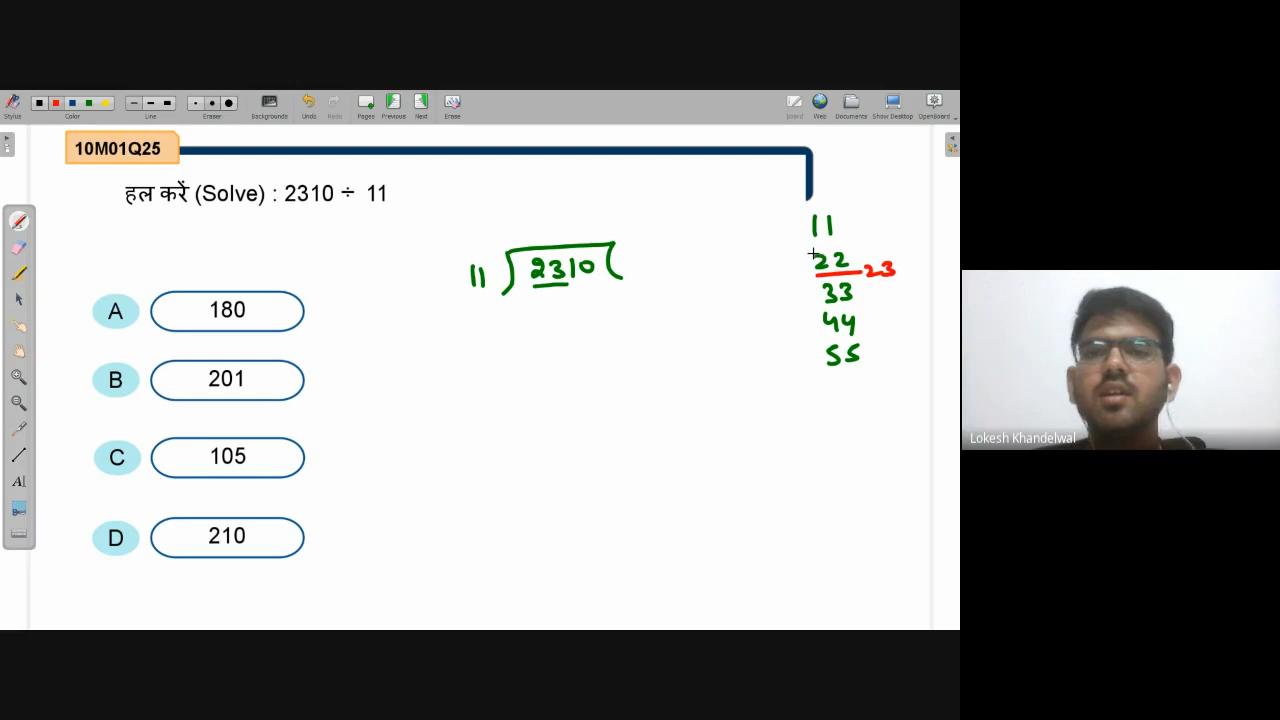 Stylus
Color
Line
Eraser
Backgrounds
Undo
Redo
Pages
Previous
Next
Erase
Board
Web
Documents
Show Desktop
OpenBoard
10M01Q25
हल करें (Solve) : 2310 ÷ 11
11 ) 2310 (
11
22
23
33
44
55
A 180
B 201
C 105
D 210
Lokesh Khandelwal